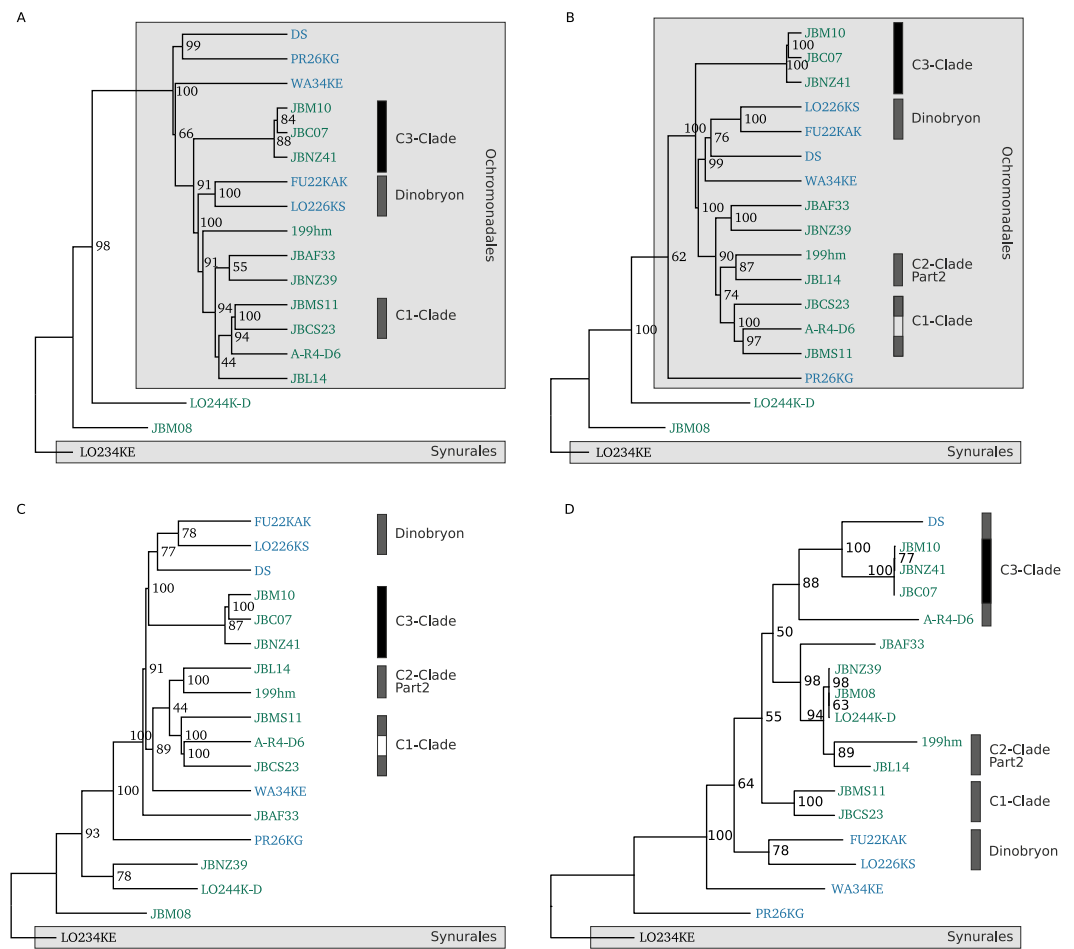 A
DS
99
PR26KG
WA34KE
100
JBM10
84
JBC07
88
JBNZ41
C3-Clade
66
FU22KAK
91
100
LO226KS
Dinobryon
199hm
100
JBAF33
55
91
JBNZ39
JBMS11
94
100
JBCS23
C1-Clade
94
A-R4-D6
44
JBL14
Ochromonadales
98
LO244K-D
JBM08
LO234KE
Synurales
B
JBM10
100
JBC07
100
JBNZ41
C3-Clade
LO226KS
100
Dinobryon
100
FU22KAK
76
DS
99
WA34KE
JBAF33
100
100
JBNZ39
199hm
90
87
JBL14
C2-Clade
Part2
74
JBCS23
100
A-R4-D6
C1-Clade
97
JBMS11
62
PR26KG
Ochromonadales
100
LO244K-D
JBM08
LO234KE
Synurales
C
FU22KAK
78
LO226KS
Dinobryon
77
DS
100
JBM10
100
JBC07
87
JBNZ41
C3-Clade
91
JBL14
100
199hm
C2-Clade
Part2
44
JBMS11
100
A-R4-D6
100
JBCS23
C1-Clade
100
89
WA34KE
JBAF33
100
PR26KG
93
JBNZ39
78
LO244K-D
JBM08
LO234KE
Synurales
D
DS
100
JBM10
77
100
JBNZ41
JBC07
C3-Clade
88
A-R4-D6
50
JBAF33
JBNZ39
98
98
JBM08
63
94
LO244K-D
199hm
89
JBL14
C2-Clade
Part2
55
JBMS11
100
JBCS23
C1-Clade
64
FU22KAK
78
LO226KS
Dinobryon
100
WA34KE
PR26KG
LO234KE
Synurales